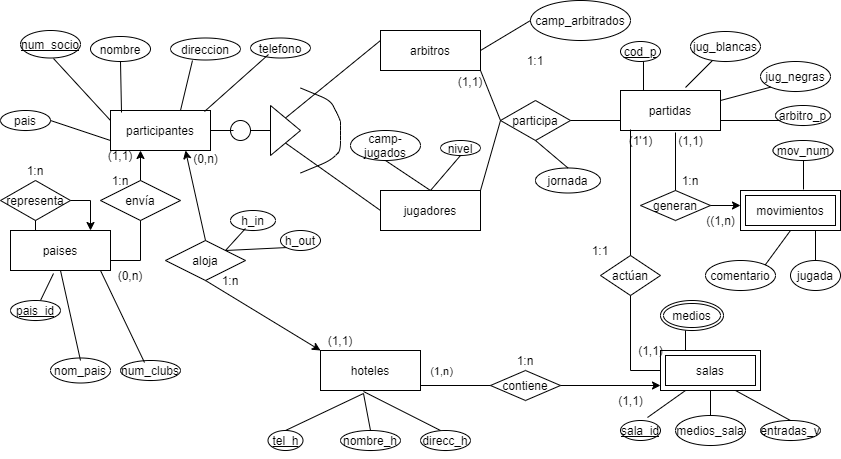 camp_arbitrados
num_socio
nombre
direccion
telefono
arbitros
1:1
cod_p
jug_blancas
(1,1)
jug_negras
pais
participantes
participa
partidas
arbitro_p
(1,1)
(0,n)
camp-
jugados
nivel
(1'1)
(1,1)
mov_num
1:n
1:n
jornada
1:n
representa
envía
jugadores
generan
movimientos
h_in
((1,n)
paises
h_out
1:1
aloja
(0,n)
1:n
actúan
comentario
jugada
pais_id
medios
(1,1)
(1,1)
nom_pais
num_clubs
hoteles
(1,n)
1:n
contiene
salas
(1,1)
tel_h
nombre_h
direcc_h
sala_id
medios_sala
entradas_v